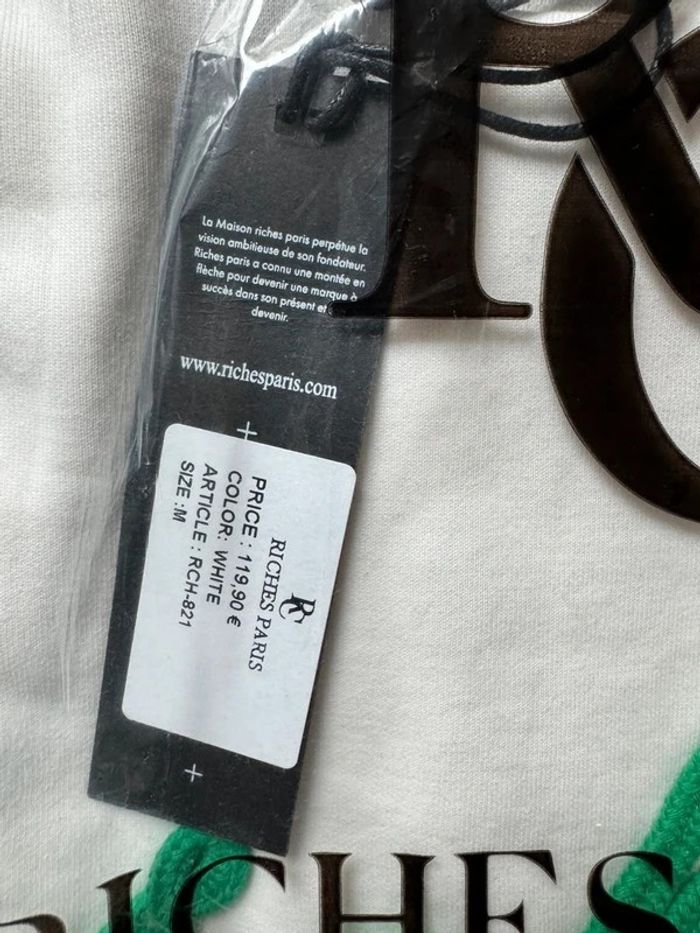 La Maison riches paris perpétue la
vision ambitieuse de son fondateur.
Riches paris a connu une montée en
flèche pour devenir une marque à
succès dans son présent et
devenir.
www.richesparis.com
RC
RICHES PARIS
PRICE : 119,90 €
COLOR: WHITE
ARTICLE : RCH-821
SIZE :M
RC
RICHES